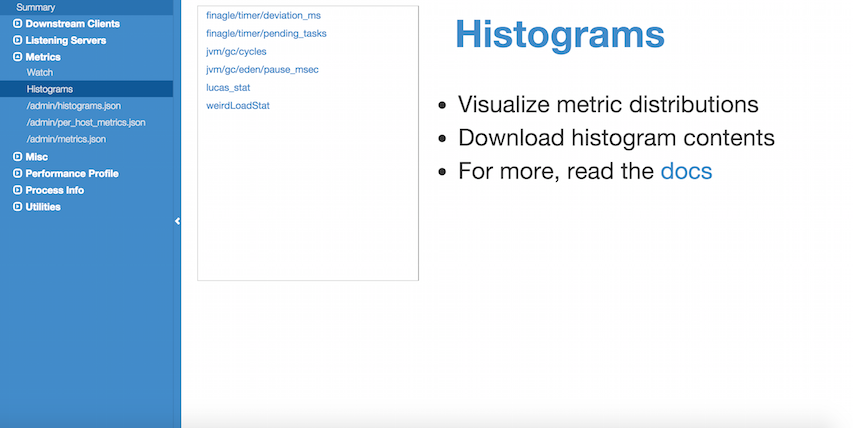 Summary
Downstream Clients
Listening Servers
Metrics
Watch
Histograms
/admin/histograms.json
/admin/per_host_metrics.json
/admin/metrics.json
Misc
Performance Profile
Process Info
Utilities
finagle/timer/deviation_ms
finagle/timer/pending_tasks
jvm/gc/cycles
jvm/gc/eden/pause_msec
lucas_stat
weirdLoadStat
Histograms
• Visualize metric distributions
• Download histogram contents
• For more, read the docs